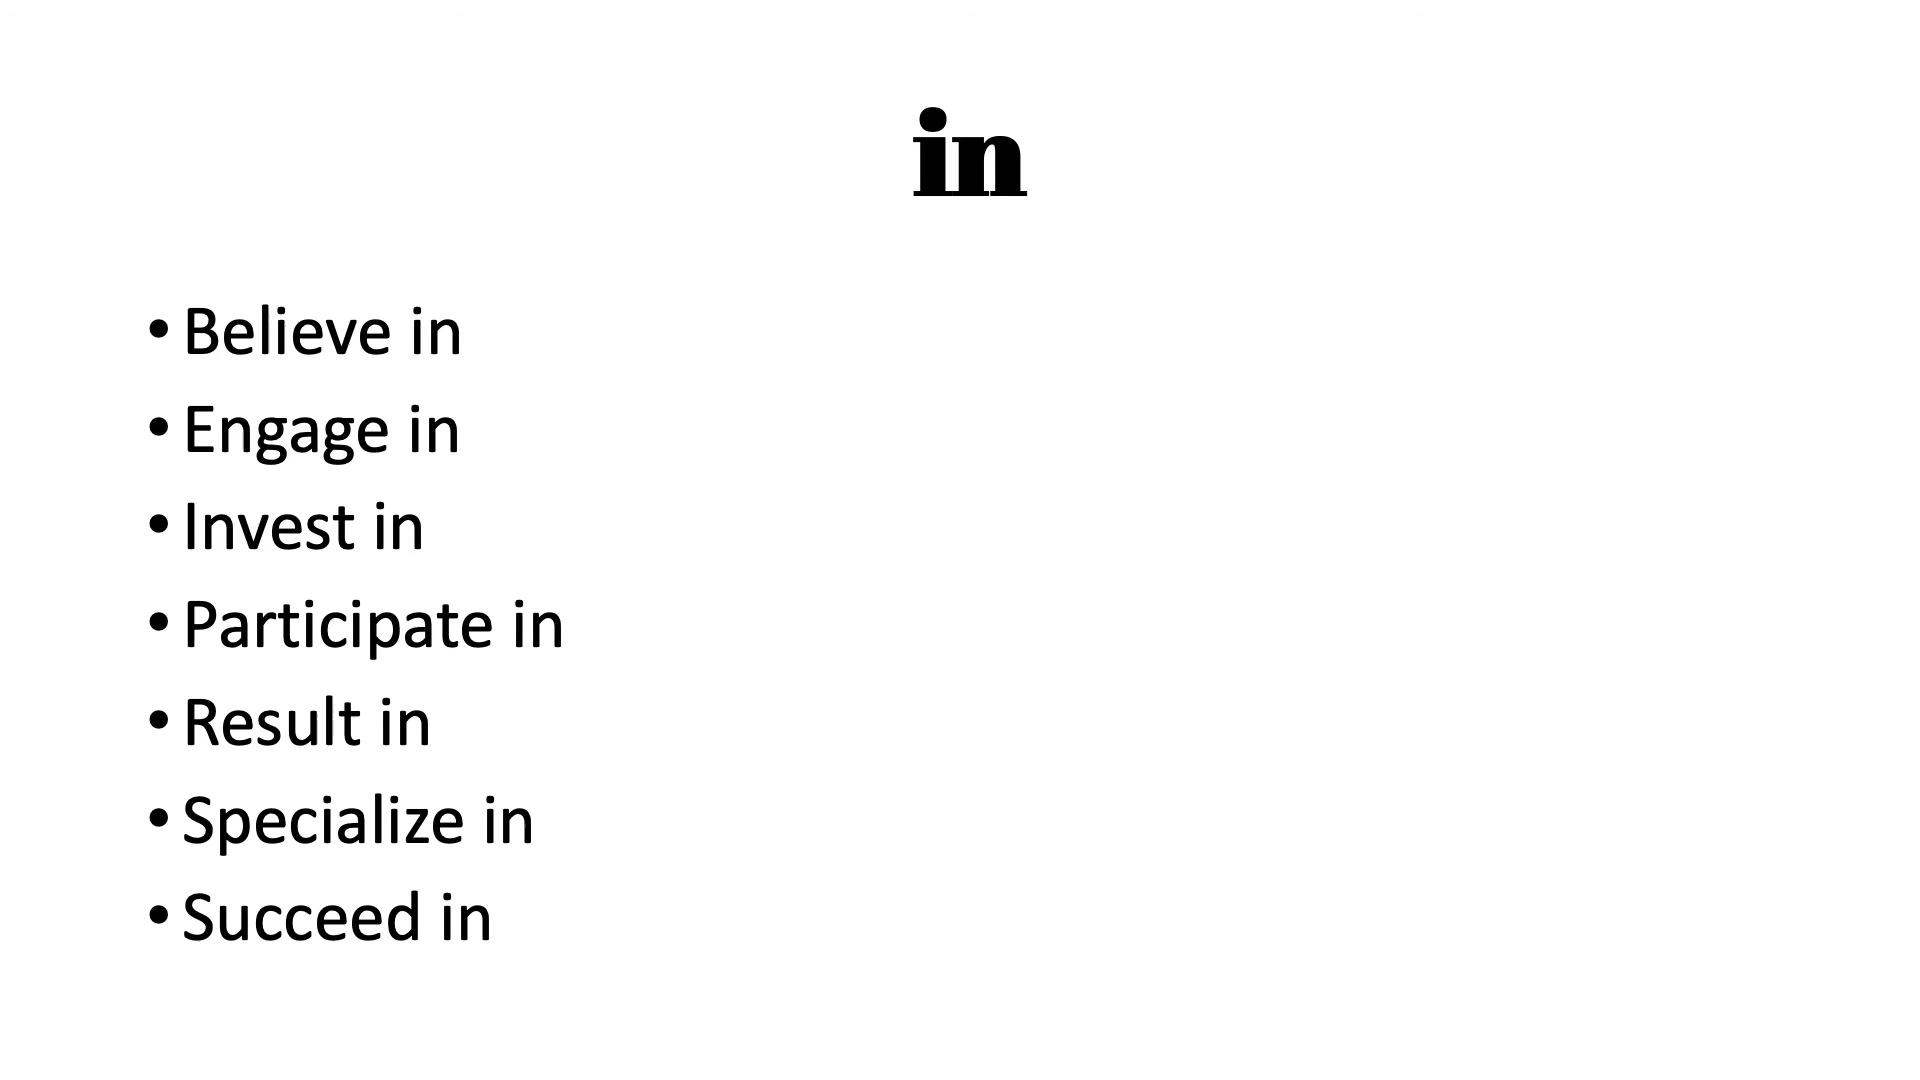 in
• Believe in
• Engage in
• Invest in
• Participate in
• Result in
• Specialize in
• Succeed in